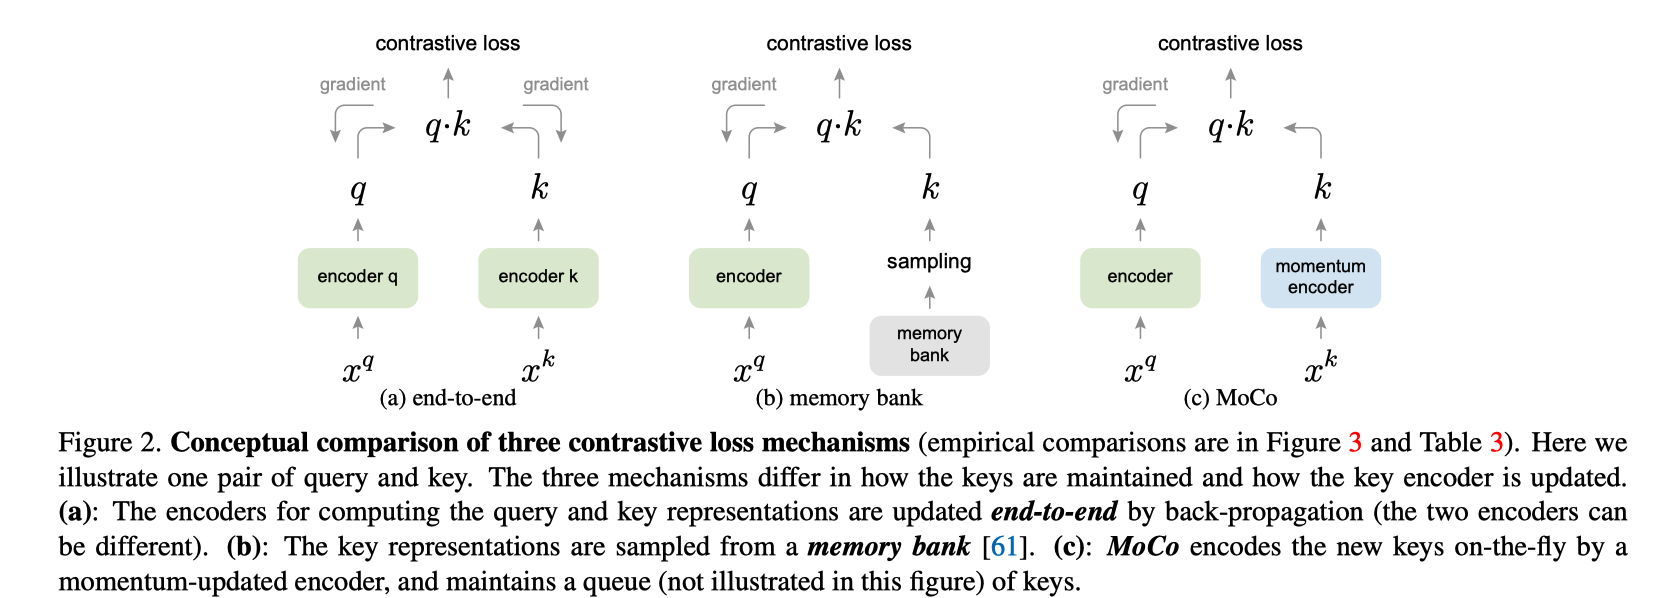 contrastive loss contrastive loss contrastive loss
gradient gradient gradient gradient
q·k q·k q·k
q k q k q k
encoder q encoder k encoder sampling encoder momentum encoder
memory bank
x^q x^k x^q x^q x^k
(a) end-to-end (b) memory bank (c) MoCo
Figure 2. Conceptual comparison of three contrastive loss mechanisms (empirical comparisons are in Figure 3 and Table 3). Here we
illustrate one pair of query and key. The three mechanisms differ in how the keys are maintained and how the key encoder is updated.
(a): The encoders for computing the query and key representations are updated end-to-end by back-propagation (the two encoders can
be different). (b): The key representations are sampled from a memory bank [61]. (c): MoCo encodes the new keys on-the-fly by a
momentum-updated encoder, and maintains a queue (not illustrated in this figure) of keys.